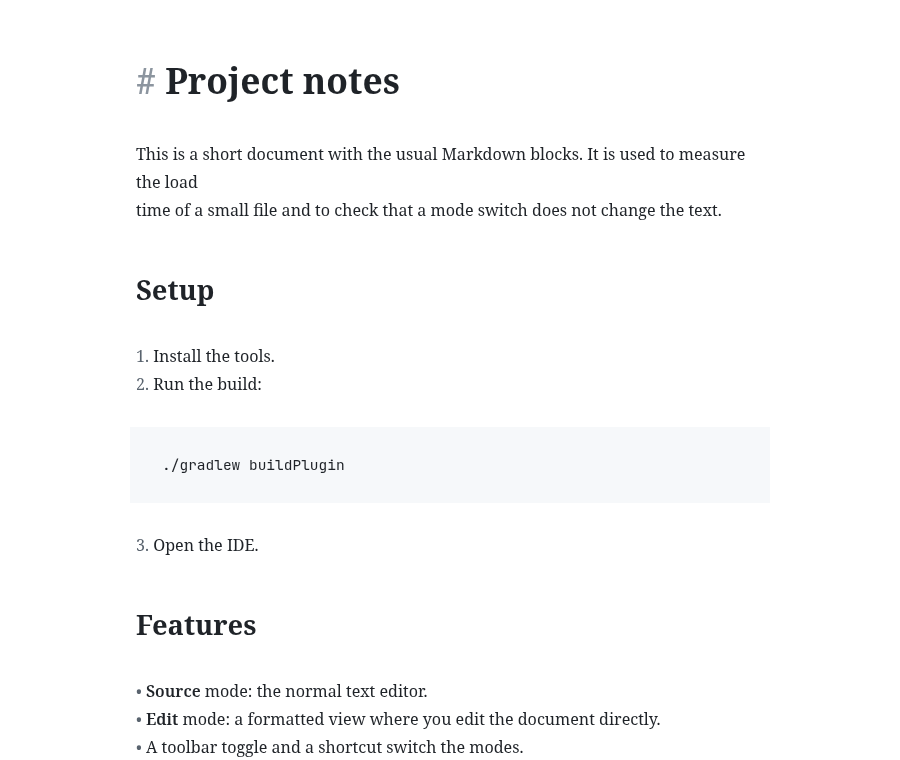 # Project notes
This is a short document with the usual Markdown blocks. It is used to measure
the load
time of a small file and to check that a mode switch does not change the text.
Setup
1. Install the tools.
2. Run the build:
./gradlew buildPlugin
3. Open the IDE.
Features
• Source mode: the normal text editor.
• Edit mode: a formatted view where you edit the document directly.
• A toolbar toggle and a shortcut switch the modes.